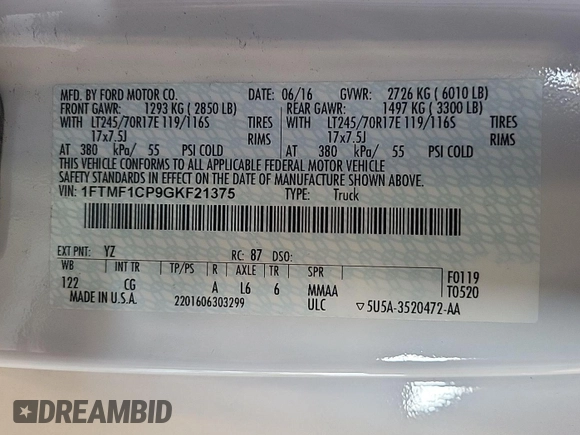 MFD. BY FORD MOTOR CO. DATE: 06/16 GVWR: 2726 KG ( 6010 LB)
FRONT GAWR: 1293 KG ( 2850 LB) REAR GAWR: 1497 KG ( 3300 LB)
WITH LT245/70R17E 119/116S TIRES WITH LT245/70R17E 119/116S TIRES
17x7.5J RIMS 17x7.5J RIMS
AT 380 kPa/ 55 PSI COLD AT 380 kPa/ 55 PSI COLD
THIS VEHICLE CONFORMS TO ALL APPLICABLE FEDERAL MOTOR VEHICLE
SAFETY STANDARDS IN EFFECT ON THE DATE OF MANUFACTURE SHOWN ABOVE.
VIN: 1FTMF1CP9GKF21375 TYPE: Truck
EXT PNT: YZ RC: 87 DSO: F0119
WB INT TR TP/PS R AXLE TR SPR T0520
122 CG A L6 6 MMAA
MADE IN U.S.A. 2201606303299 ULC ▽5U5A-3520472-AA
DREAMBID